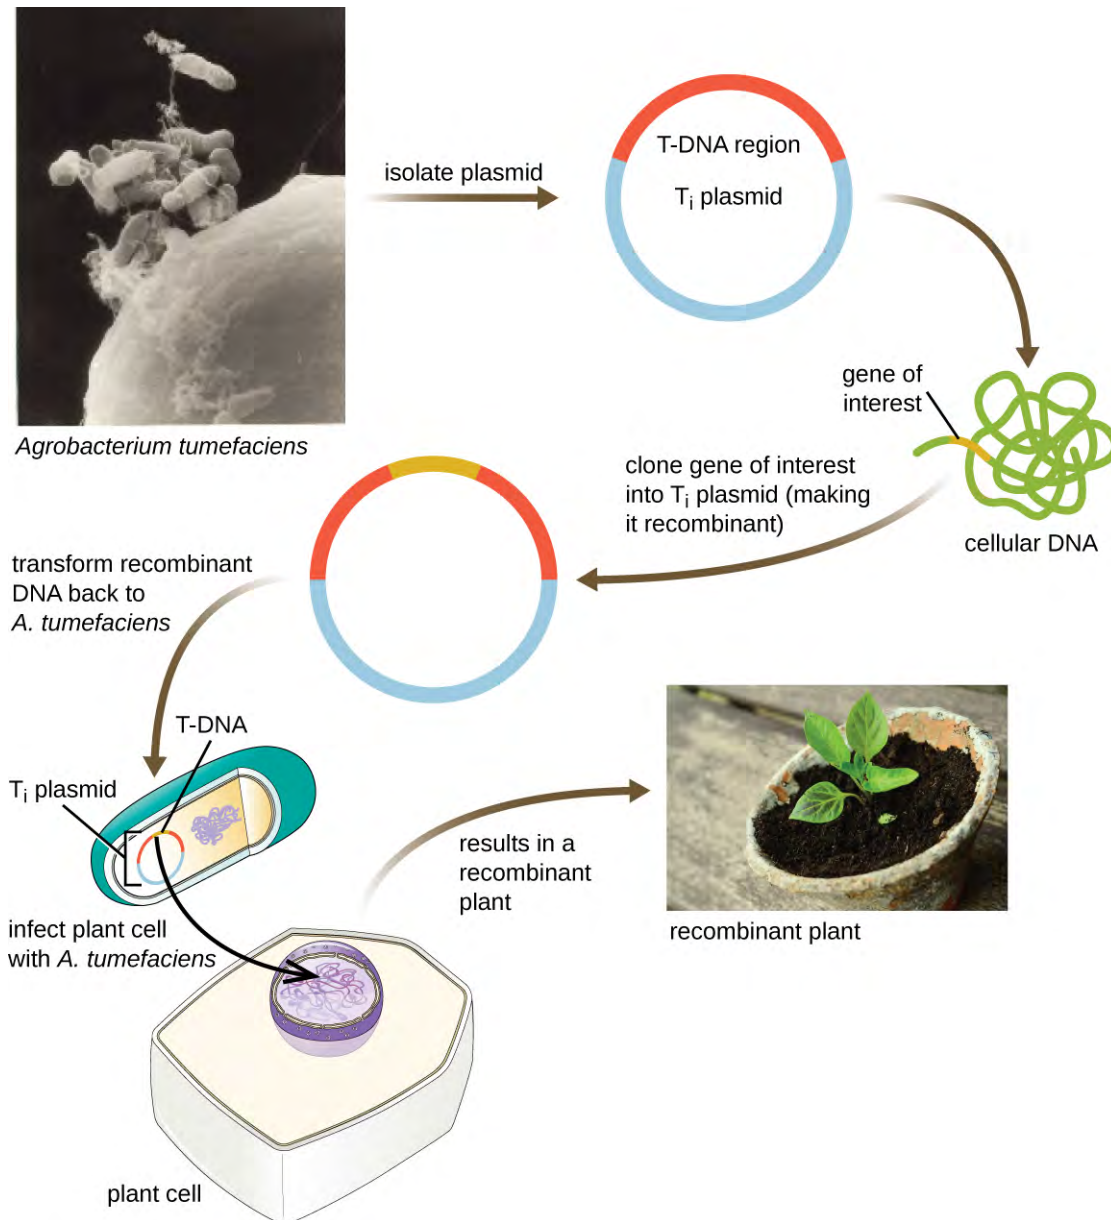 isolate plasmid
T-DNA region
Ti plasmid
Agrobacterium tumefaciens
gene of
interest
cellular DNA
clone gene of interest
into Ti plasmid (making
it recombinant)
transform recombinant
DNA back to
A. tumefaciens
T-DNA
Ti plasmid
infect plant cell
with A. tumefaciens
plant cell
results in a
recombinant
plant
recombinant plant